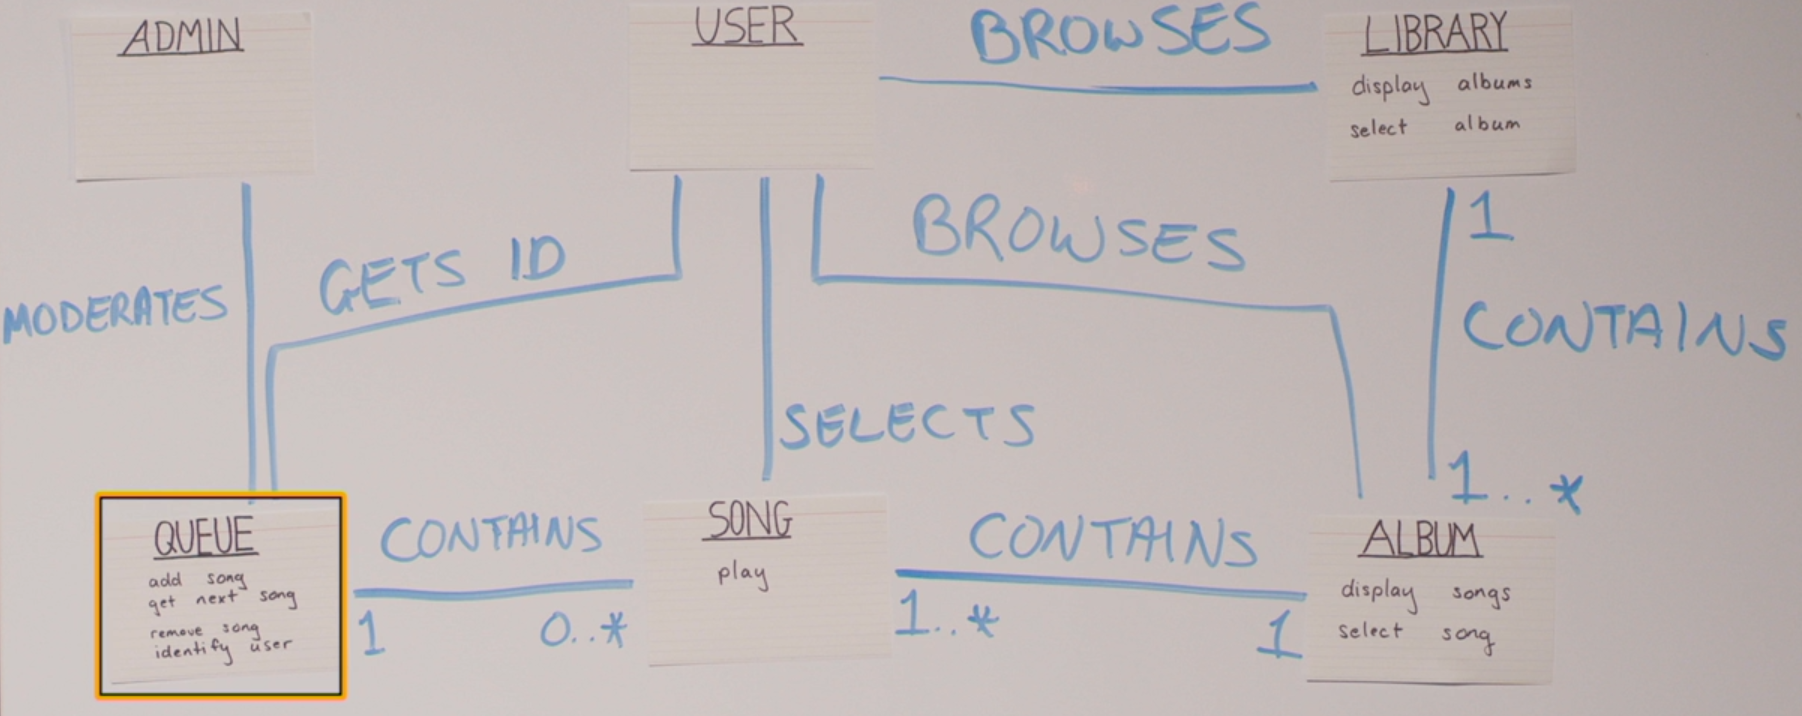 ADMIN
USER
BROWSES
LIBRARY
display albums
select album
MODERATES
GETS ID
BROWSES
1
CONTAINS
1..*
SELECTS
QUEUE
add song
get next song
remove song
identify user
CONTAINS
1
0..*
SONG
play
CONTAINS
1..*
1
ALBUM
display songs
select song